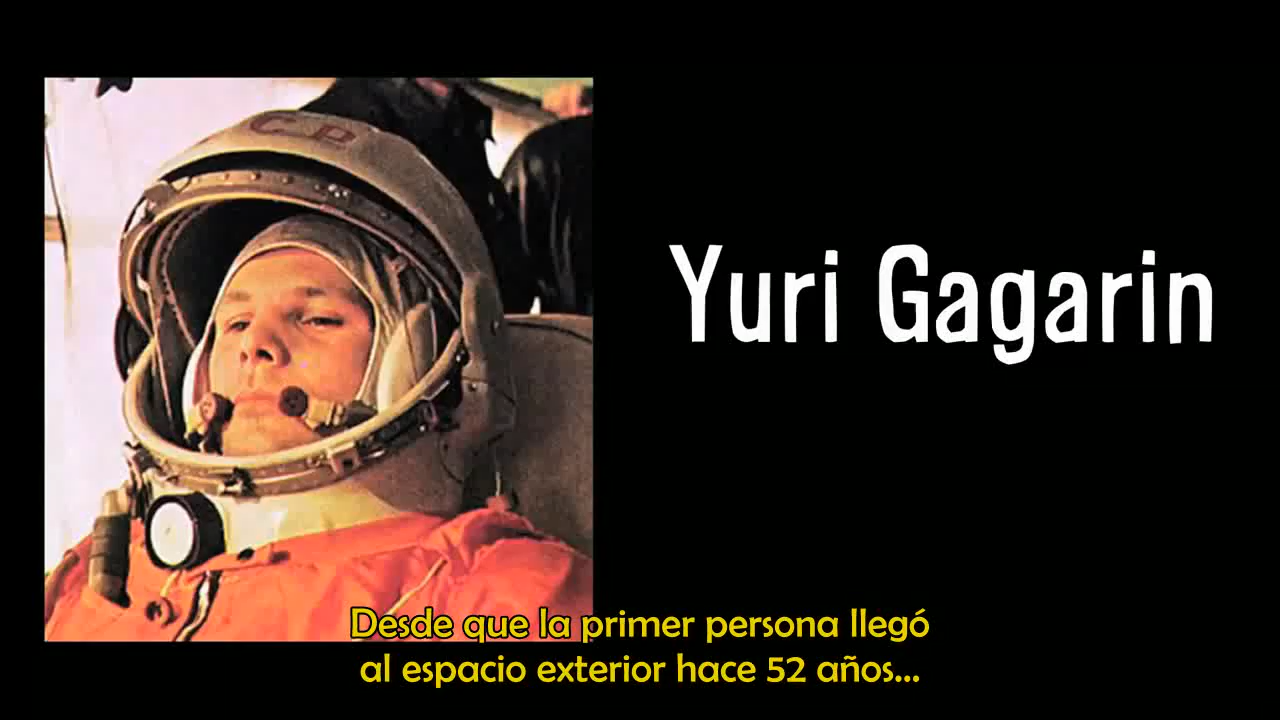 C P
Yuri Gagarin
Desde que la primer persona llegó
al espacio exterior hace 52 años...